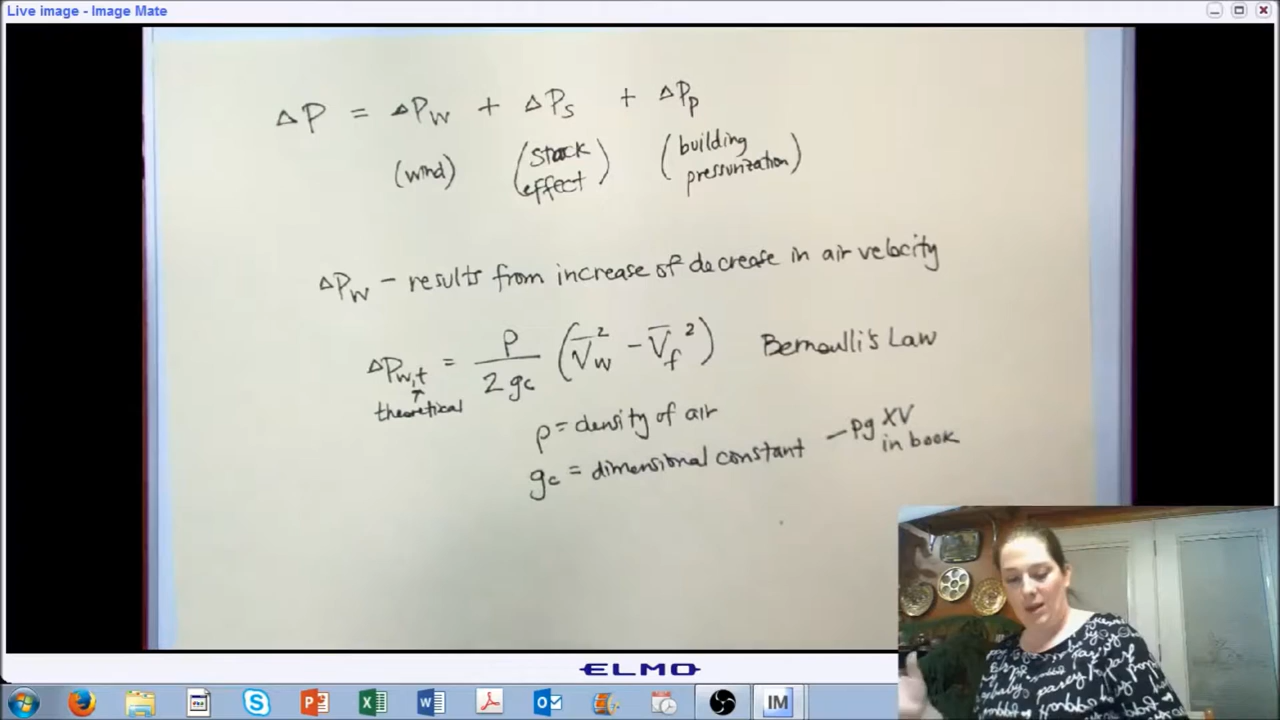 Live image - Image Mate
ΔP = ΔPw + ΔPs + ΔPp
(wind) (stack effect) (building pressurization)
ΔPw - results from increase of decrease in air velocity
ΔPw,t = ρ / 2gc (V̄w² - V̄f²) Bernoulli's Law
theoretical
ρ = density of air
gc = dimensional constant - pg XV in book
ELMO